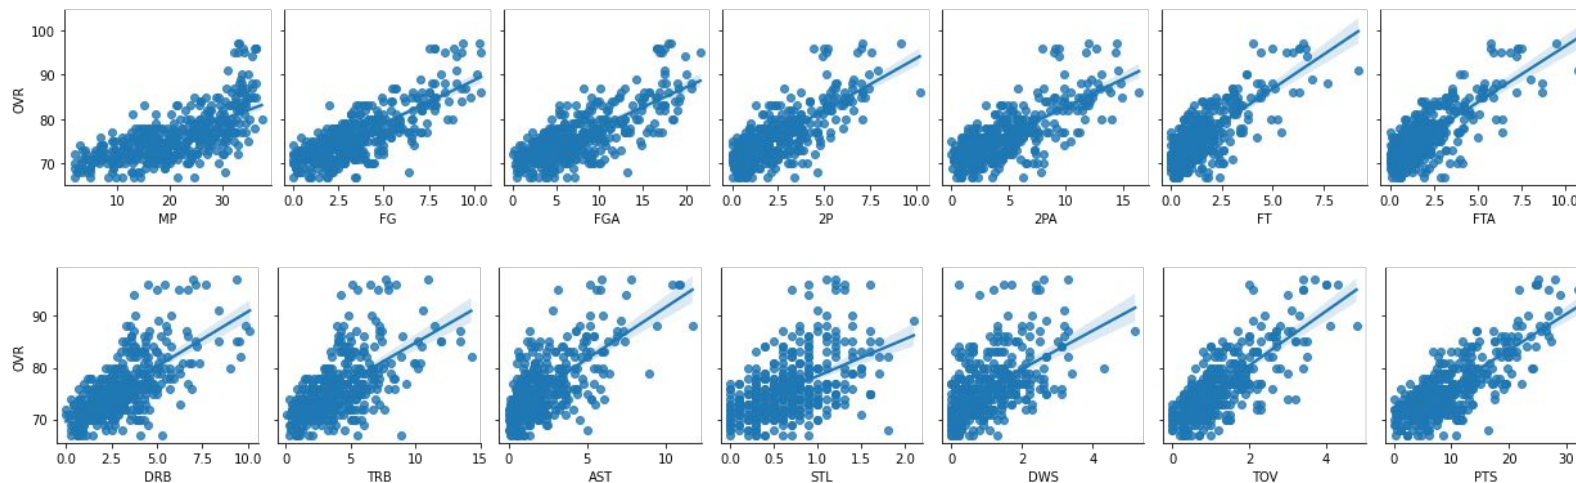 100
90
80
70
OVR
10 20 30
MP
0.0 2.5 5.0 7.5 10.0
FG
0 5 10 15 20
FGA
0.0 2.5 5.0 7.5 10.0
2P
0 5 10 15
2PA
0.0 2.5 5.0 7.5
FT
0.0 2.5 5.0 7.5 10.0
FTA
90
80
70
OVR
0.0 2.5 5.0 7.5 10.0
DRB
0 5 10 15
TRB
0 5 10
AST
0.0 0.5 1.0 1.5 2.0
STL
0 2 4
DWS
0 2 4
TOV
0 10 20 30
PTS